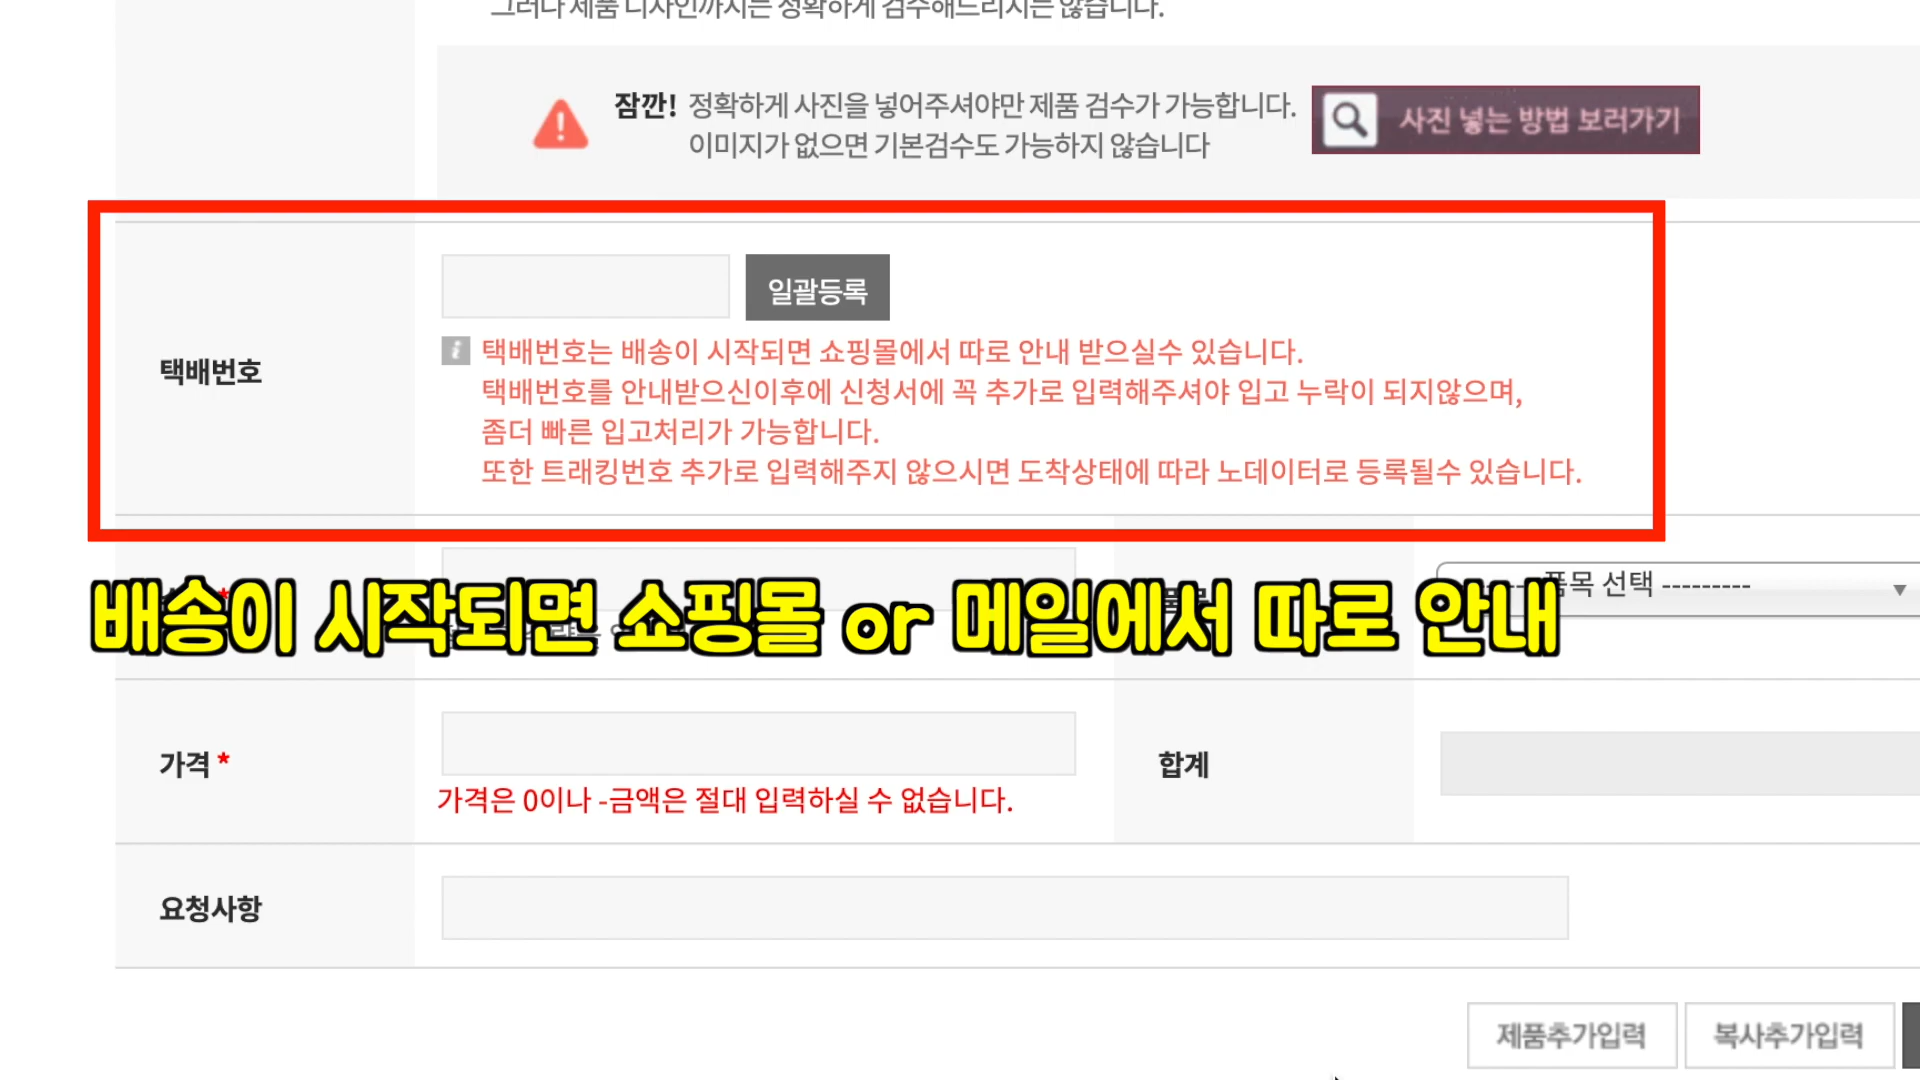 그러나 제품 디자인까지는 정확하게 검수해드리지는 않습니다.
잠깐! 정확하게 사진을 넣어주셔야만 제품 검수가 가능합니다.
이미지가 없으면 기본검수도 가능하지 않습니다
사진 넣는 방법 보러가기
택배번호
일괄등록
택배번호는 배송이 시작되면 쇼핑몰에서 따로 안내 받으실수 있습니다.
택배번호를 안내받으신이후에 신청서에 꼭 추가로 입력해주셔야 입고 누락이 되지않으며,
좀더 빠른 입고처리가 가능합니다.
또한 트래킹번호 추가로 입력해주지 않으시면 도착상태에 따라 노데이터로 등록될수 있습니다.
품목 선택 ---------
배송이 시작되면 쇼핑몰 or 메일에서 따로 안내
가격 *
합계
가격은 0이나 -금액은 절대 입력하실 수 없습니다.
요청사항
제품추가입력
복사추가입력